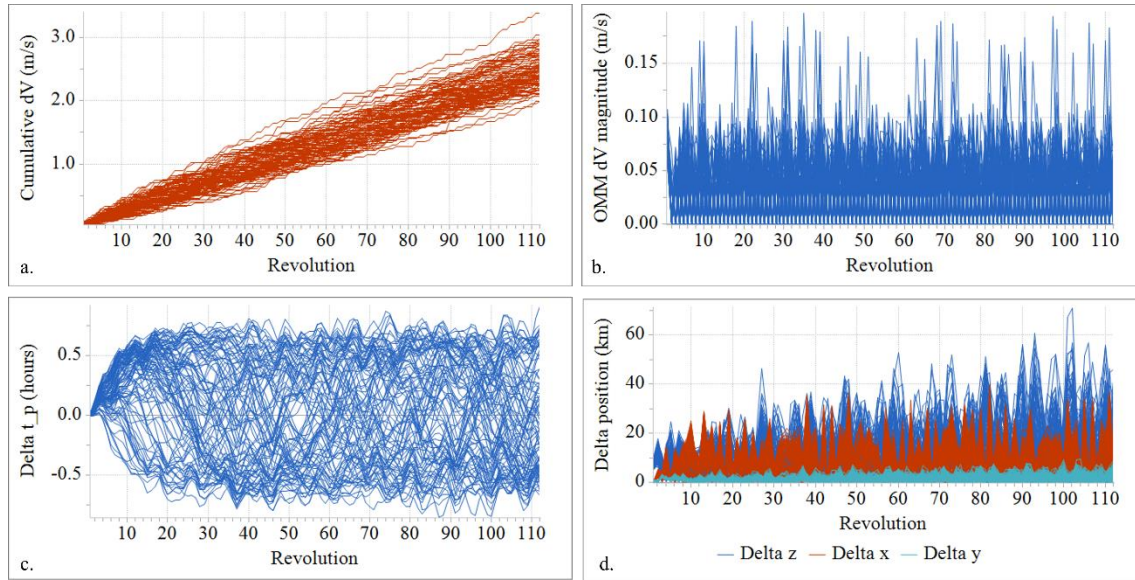 3.0
2.0
1.0
Cumulative dV (m/s)
10 20 30 40 50 60 70 80 90 100 110
Revolution
a.
0.15
0.10
0.05
0.00
OMM dV magnitude (m/s)
10 20 30 40 50 60 70 80 90 100 110
Revolution
b.
0.5
0.0
-0.5
Delta t_p (hours)
10 20 30 40 50 60 70 80 90 100 110
Revolution
c.
60
40
20
0
Delta position (km)
10 20 30 40 50 60 70 80 90 100 110
Revolution
d.
Delta z Delta x Delta y